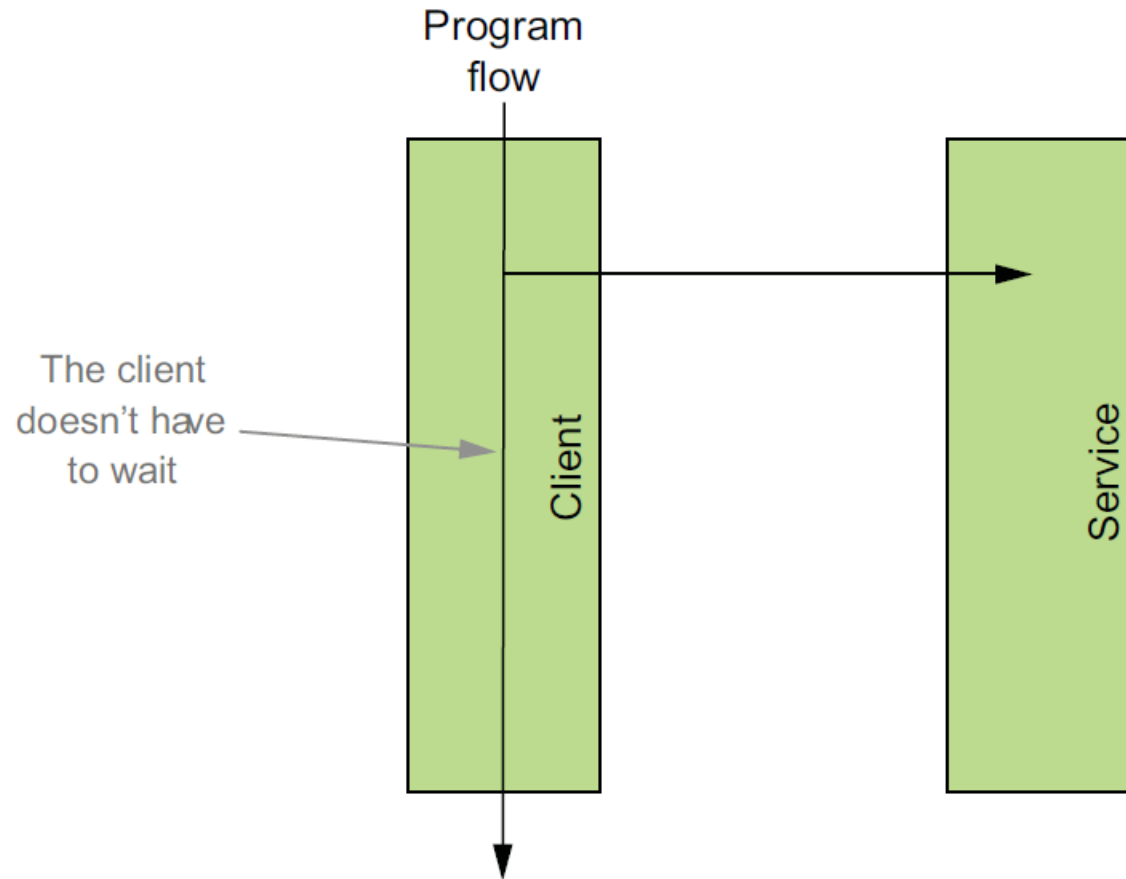 Program
flow
The client
doesn't have
to wait
Client
Service